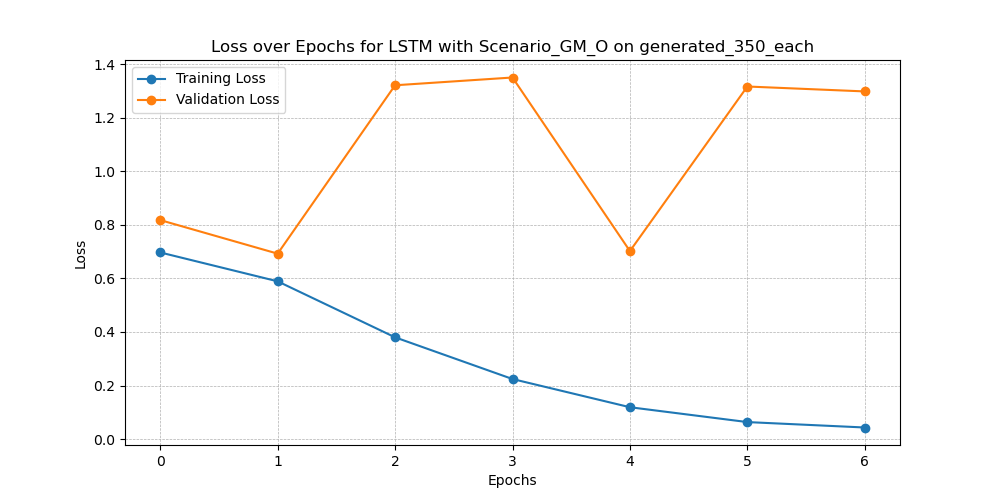 Loss over Epochs for LSTM with Scenario_GM_O on generated_350_each
Training Loss
Validation Loss
1.4
1.2
1.0
0.8
0.6
0.4
0.2
0.0
Loss
0 1 2 3 4 5 6
Epochs